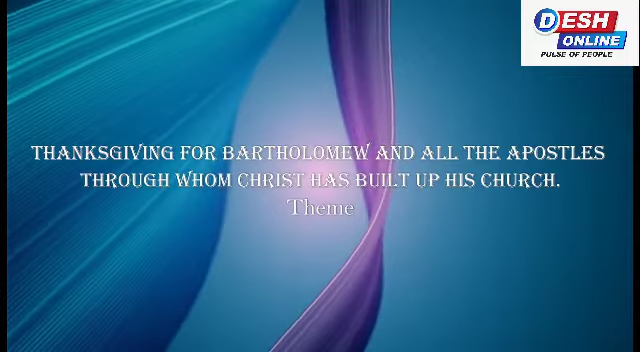 DESH
ONLINE
PULSE OF PEOPLE
THANKSGIVING FOR BARTHOLOMEW AND ALL THE APOSTLES
THROUGH WHOM CHRIST HAS BUILT UP HIS CHURCH.
Theme